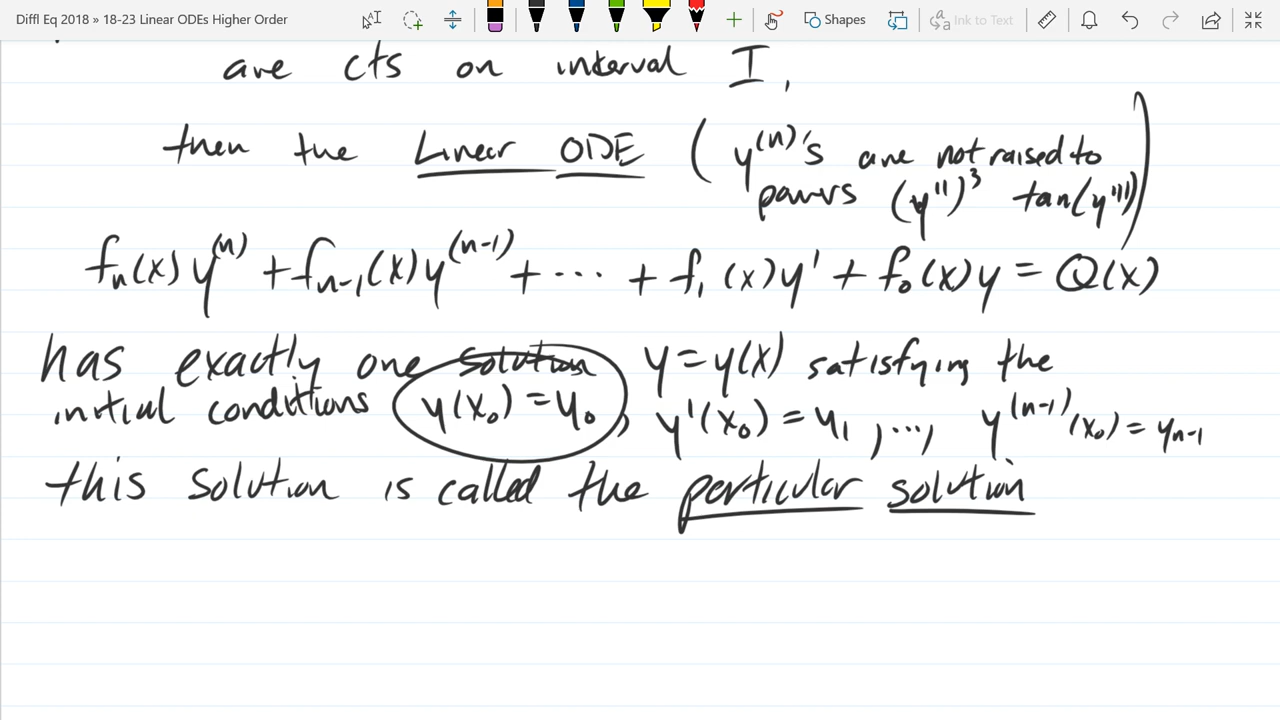 Diffl Eq 2018 » 18-23 Linear ODEs Higher Order
Shapes
Ink to Text
are cts on interval I,
then the Linear ODE ( y^(n)'s are not raised to
powers (y'')^3 tan(y''') )
f_n(x) y^(n) + f_{n-1}(x) y^(n-1) + ··· + f_1(x) y' + f_0(x) y = Q(x)
has exactly one solution y = y(x) satisfying the
initial conditions y(x_0) = y_0, y'(x_0) = y_1, ..., y^(n-1)(x_0) = y_{n-1}
this solution is called the particular solution